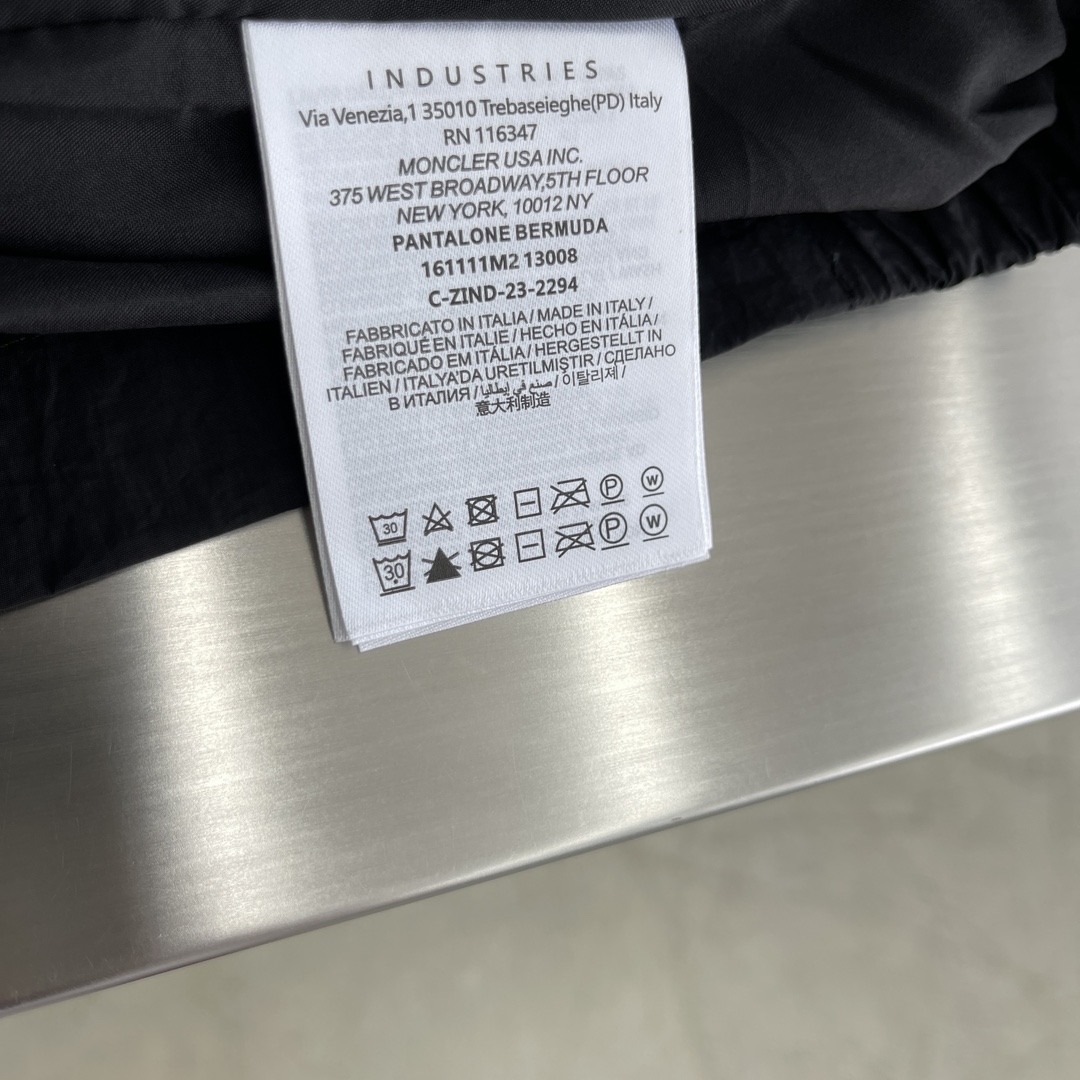 INDUSTRIES
Via Venezia,1 35010 Trebaseieghe(PD) Italy
RN 116347
MONCLER USA INC.
375 WEST BROADWAY,5TH FLOOR
NEW YORK, 10012 NY
PANTALONE BERMUDA
161111M2 13008
C-ZIND-23-2294
FABBRICATO IN ITALIA / MADE IN ITALY /
FABRIQUÉ EN ITALIE / HECHO EN ITÁLIA /
FABRICADO EM ITÁLIA / HERGESTELLT IN
ITALIEN / ITALYA'DA URETILMIŞTIR / СДЕЛАНО
В ИТАЛИЯ / صنع في إيطاليا / 이탈리제 /
意大利制造
30 P W
30 P W